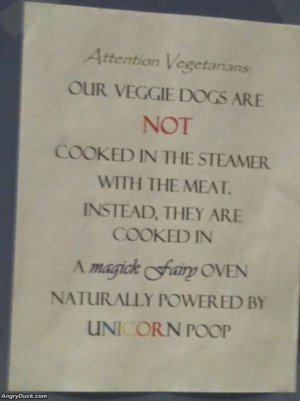 Attention Vegetarians:
OUR VEGGIE DOGS ARE
NOT
COOKED IN THE STEAMER
WITH THE MEAT.
INSTEAD, THEY ARE
COOKED IN
A magick Fairy OVEN
NATURALLY POWERED BY
UNICORN POOP
AngryDuck.com